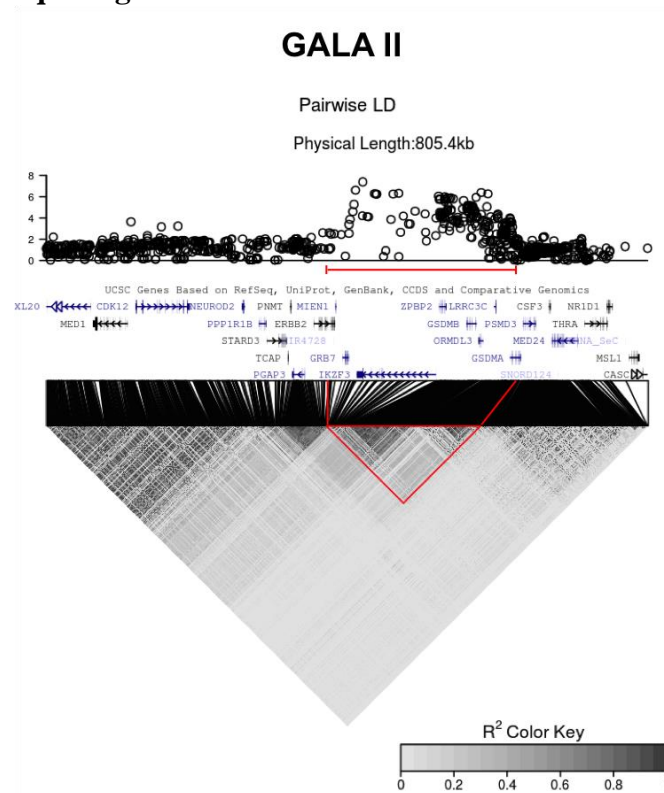 GALA II
Pairwise LD
Physical Length:805.4kb
8
6
4
2
0
UCSC Genes Based on RefSeq, UniProt, GenBank, CCDS and Comparative Genomics
XL20 CDK12 NEUROD2 PNMT MIEN1 ZPBP2 LRRC3C CSF3 NR1D1
MED1 PPP1R1B ERBB2 GSDMB PSMD3 THRA
STARD3 IR4728 ORMDL3 MED24 NA_SeC
TCAP GRB7 GSDMA MSL1
PGAP3 IKZF3 SNORD124 CASC
R² Color Key
0 0.2 0.4 0.6 0.8